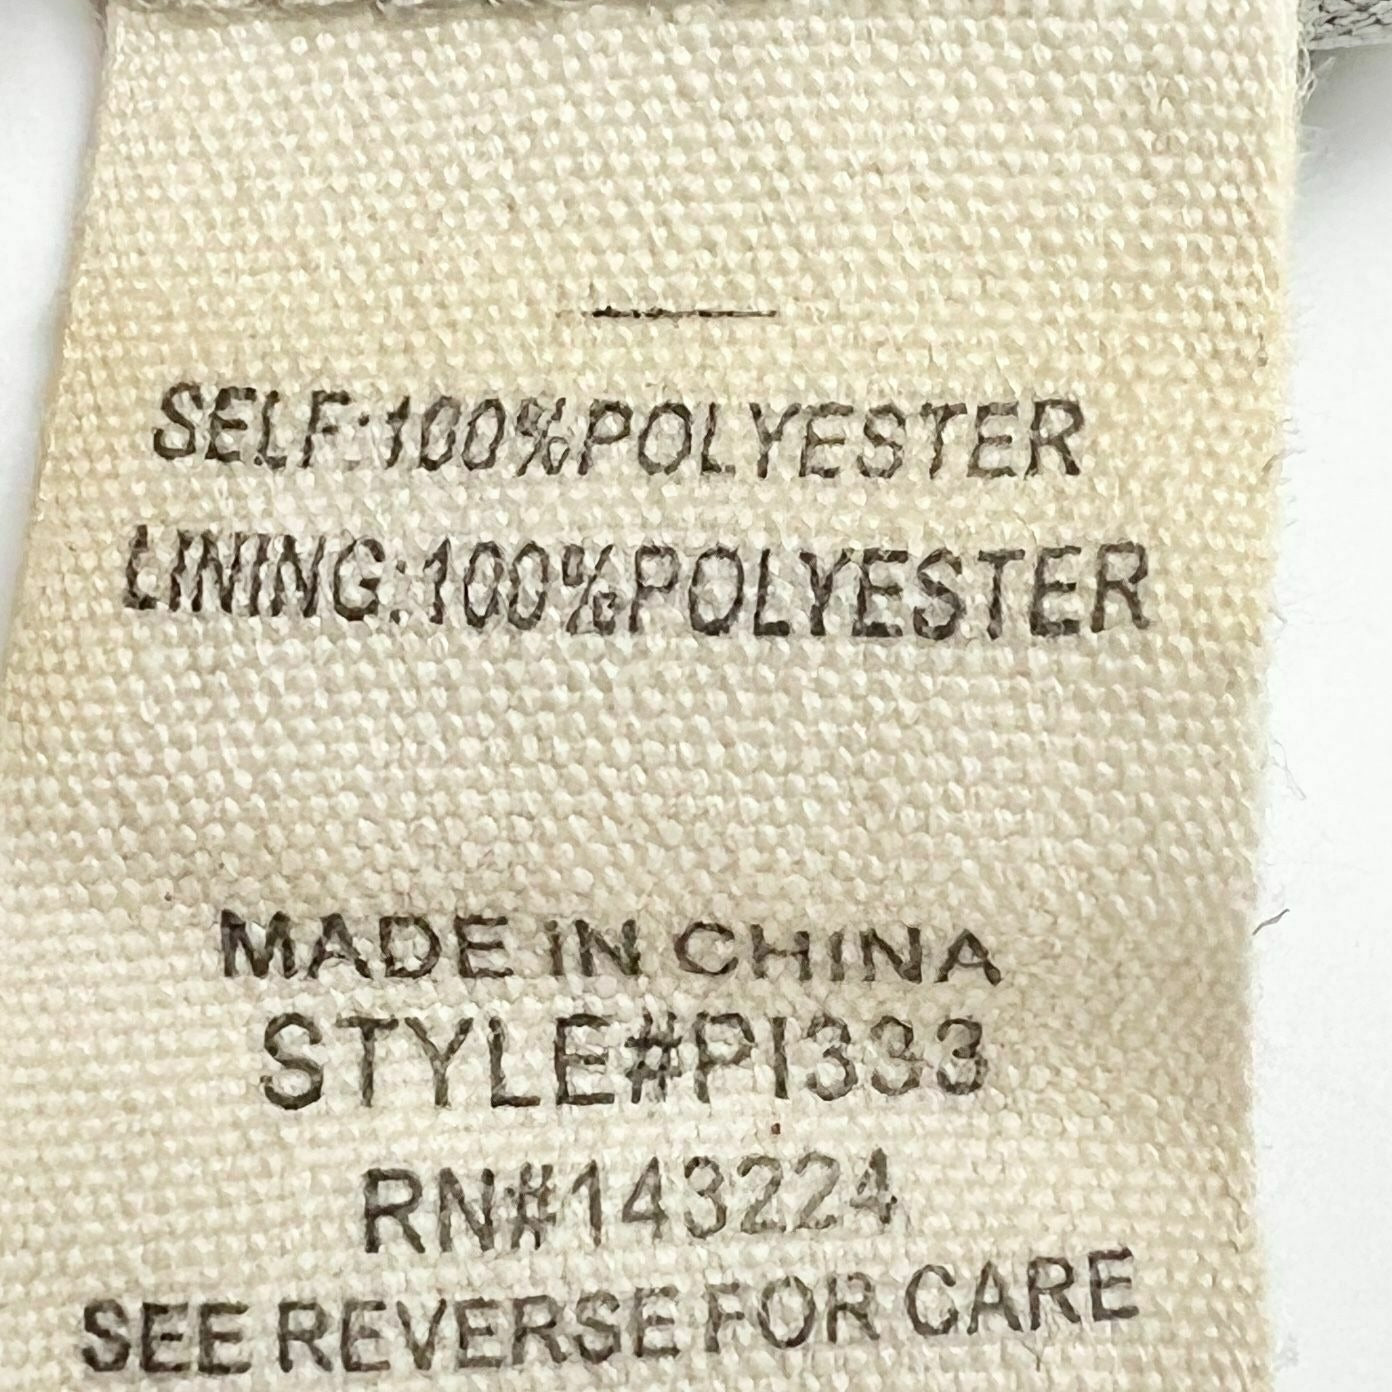 SELF:100%POLYESTER
LINING:100%POLYESTER
MADE IN CHINA
STYLE#PI333
RN#143224
SEE REVERSE FOR CARE